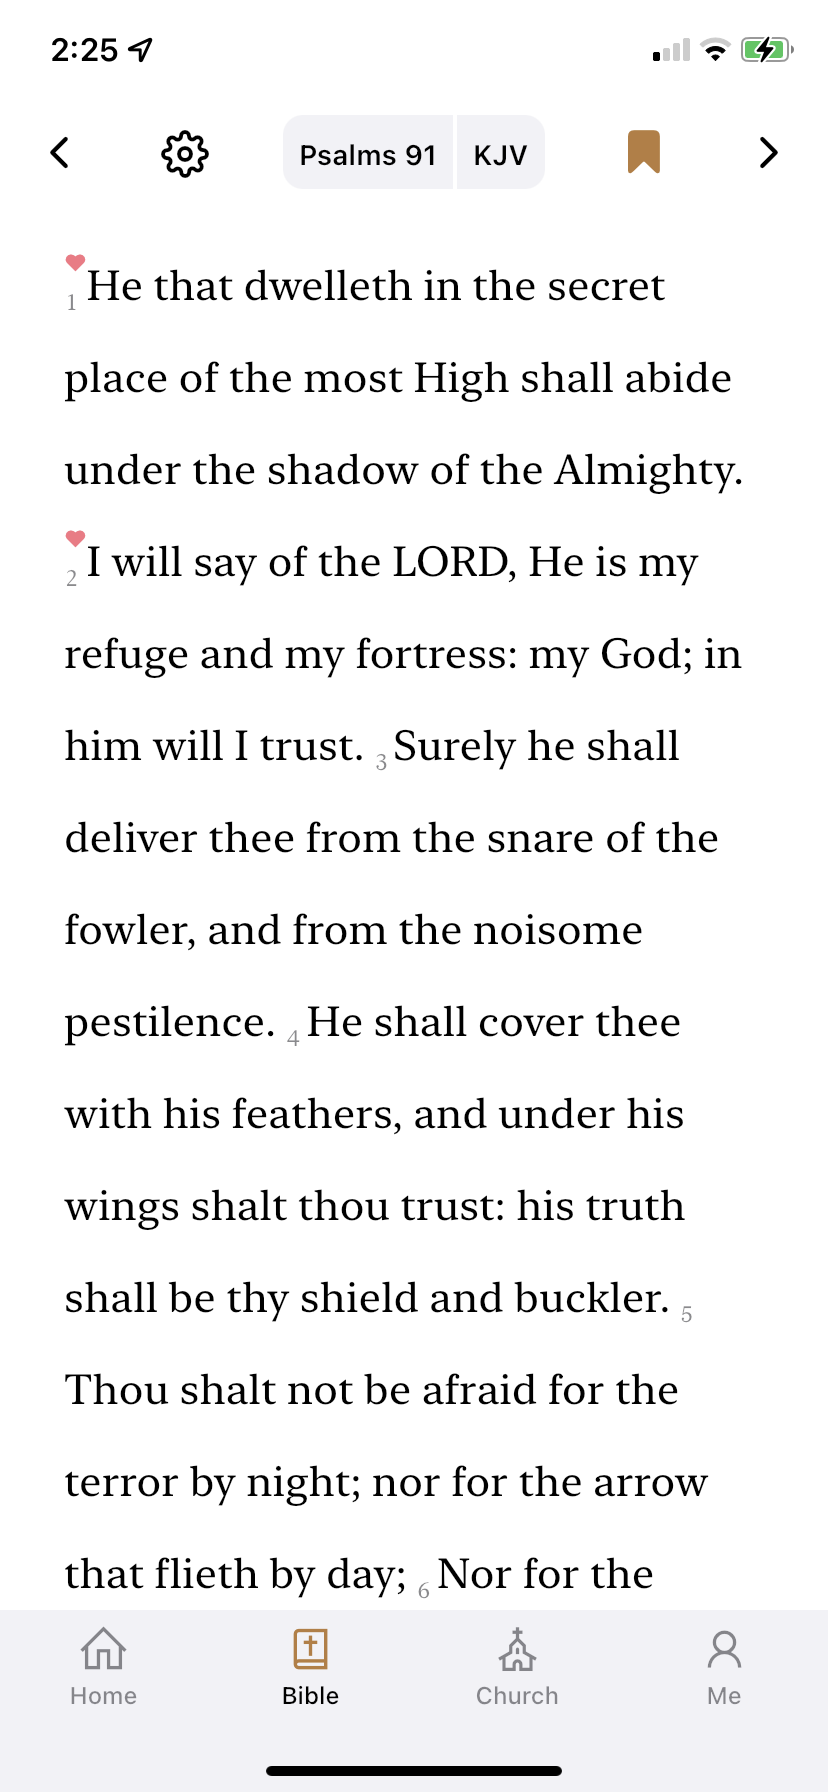 2:25
Psalms 91 KJV
1 He that dwelleth in the secret
place of the most High shall abide
under the shadow of the Almighty.
2 I will say of the LORD, He is my
refuge and my fortress: my God; in
him will I trust. 3 Surely he shall
deliver thee from the snare of the
fowler, and from the noisome
pestilence. 4 He shall cover thee
with his feathers, and under his
wings shalt thou trust: his truth
shall be thy shield and buckler. 5
Thou shalt not be afraid for the
terror by night; nor for the arrow
that flieth by day; 6 Nor for the
Home Bible Church Me